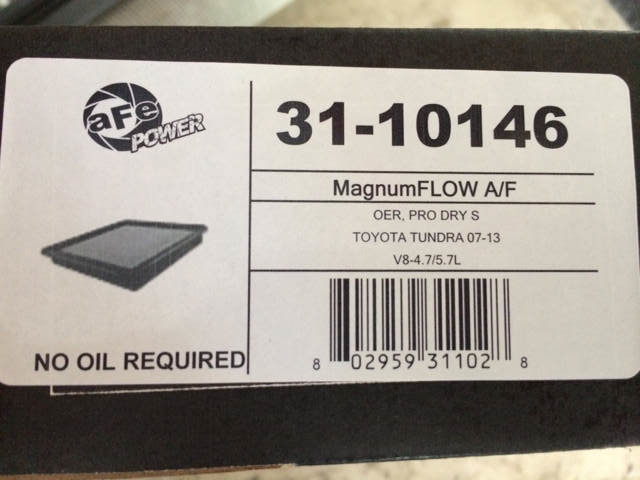 aFe POWER
31-10146
MagnumFLOW A/F
OER, PRO DRY S
TOYOTA TUNDRA 07-13
V8-4.7/5.7L
NO OIL REQUIRED
8 02959 31102 8